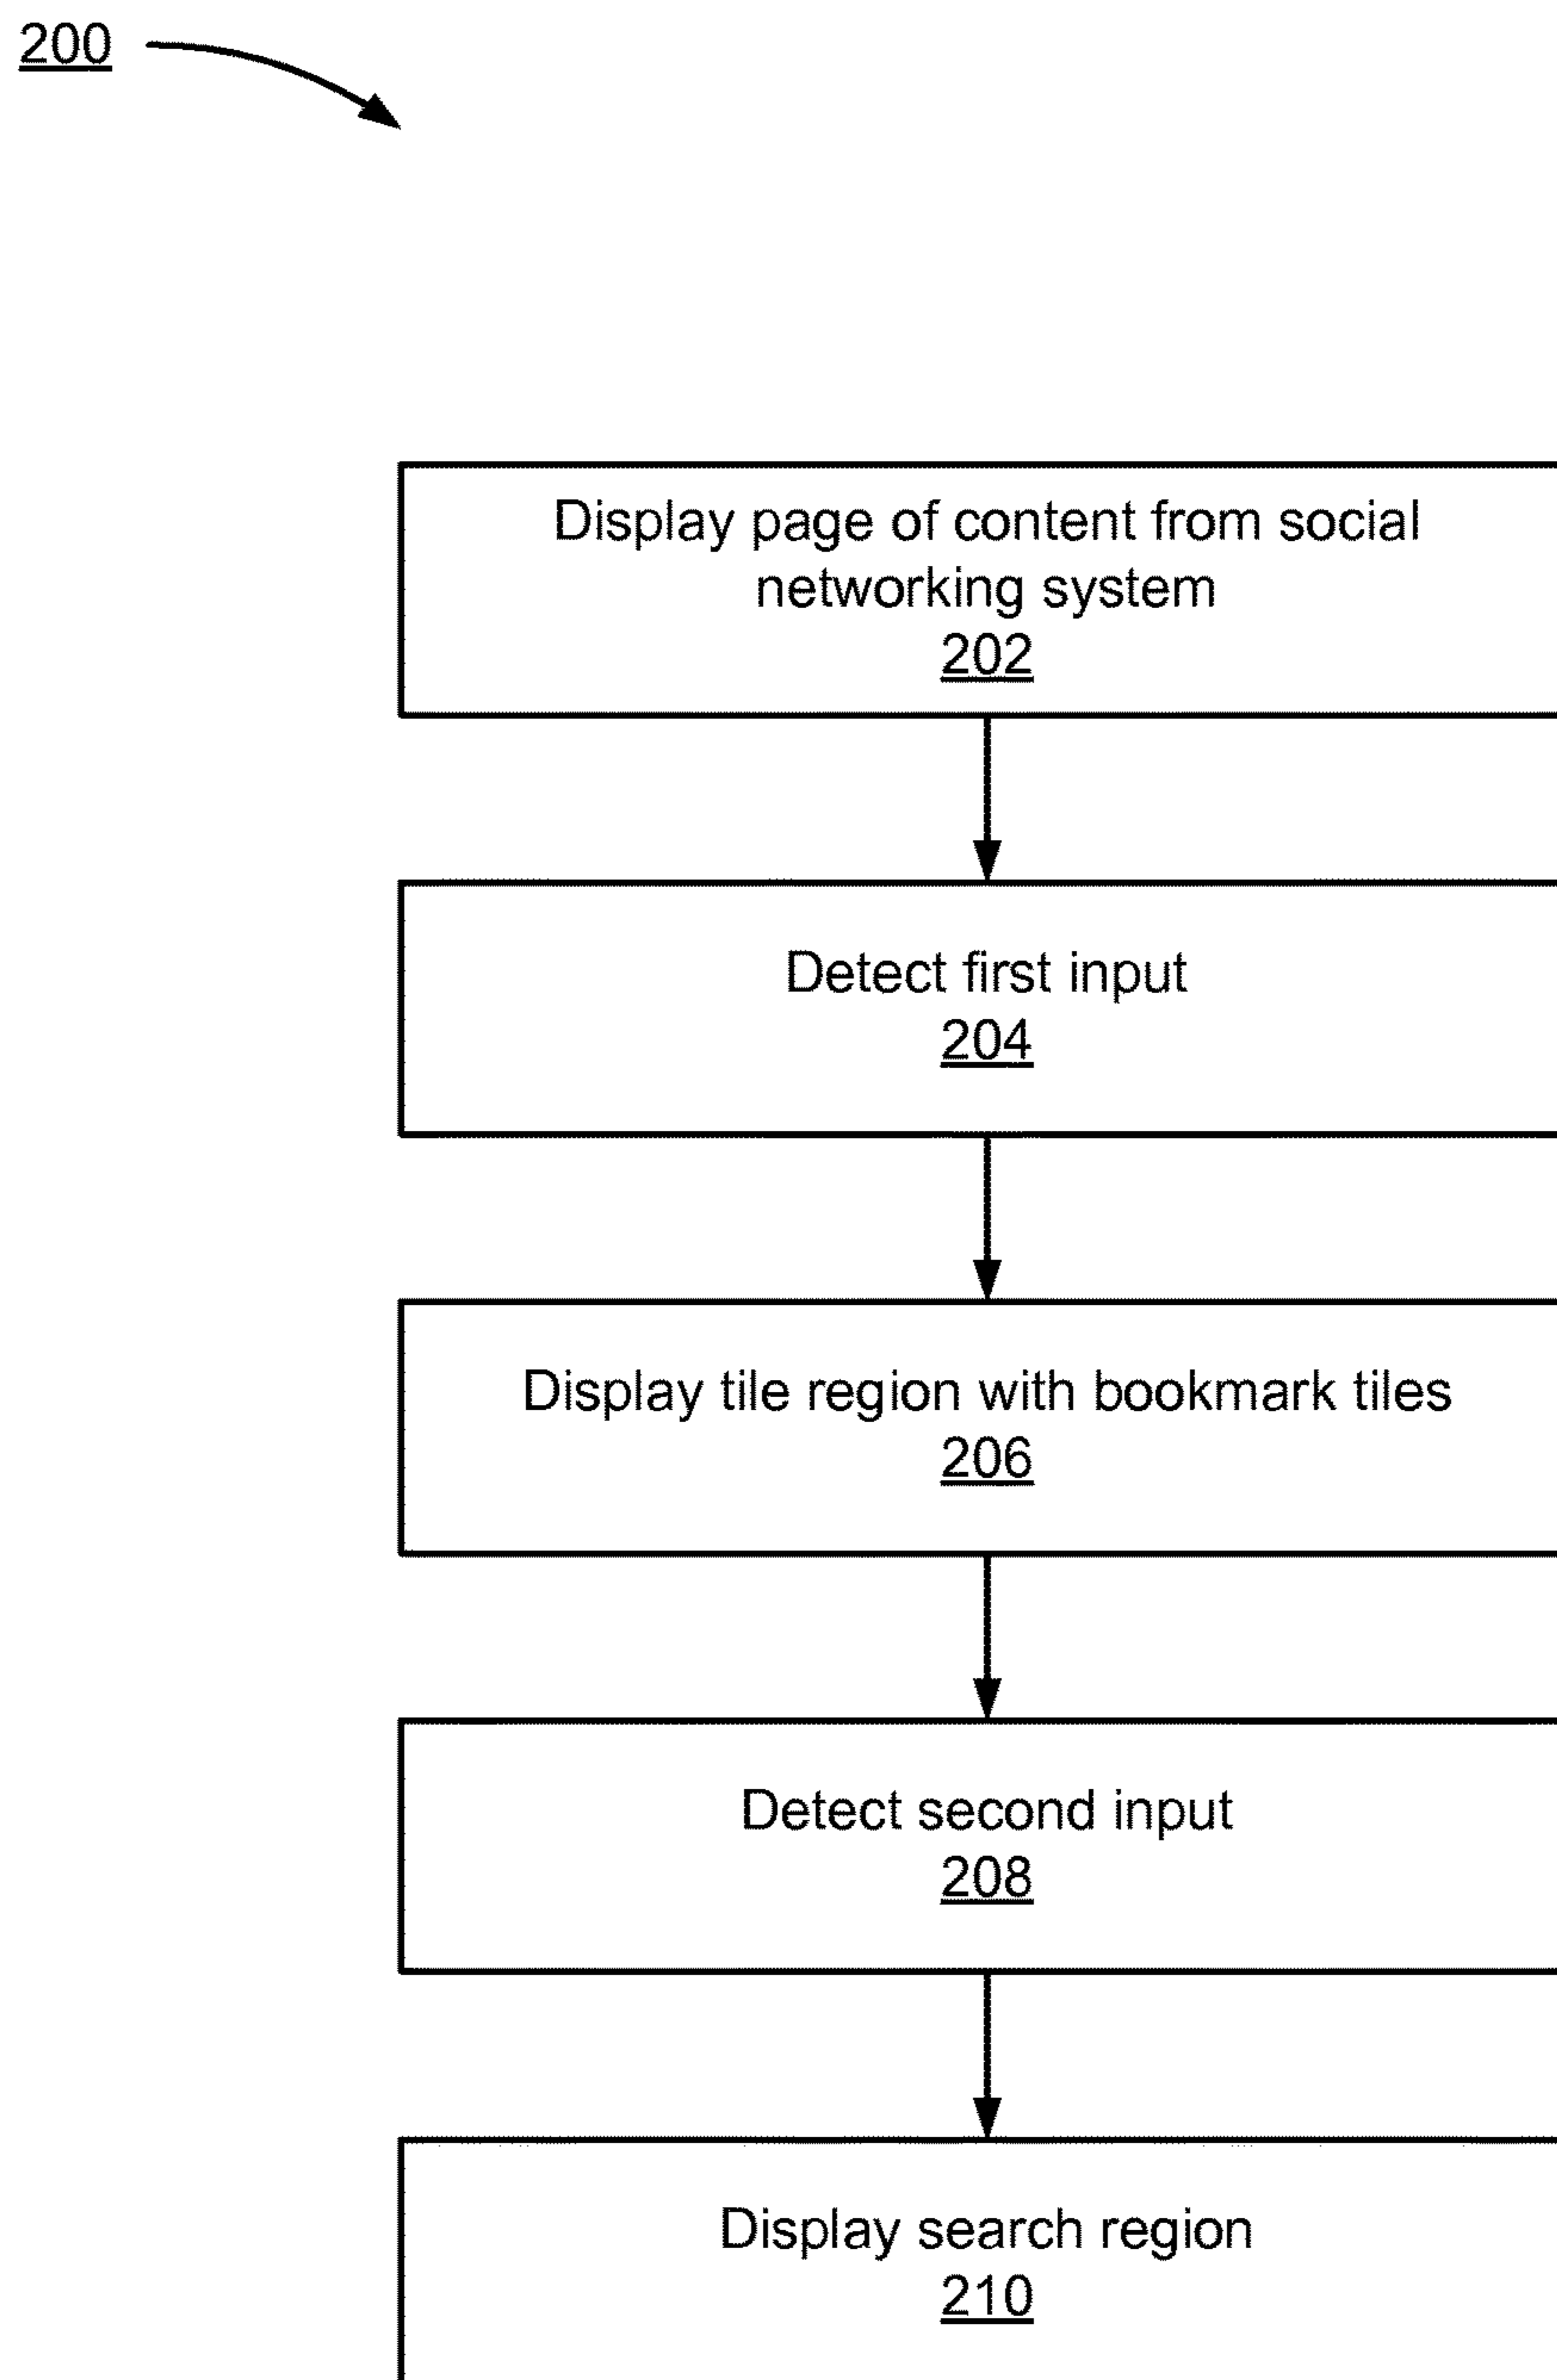 200
Display page of content from social
networking system
202
Detect first input
204
Display tile region with bookmark tiles
206
Detect second input
208
Display search region
210